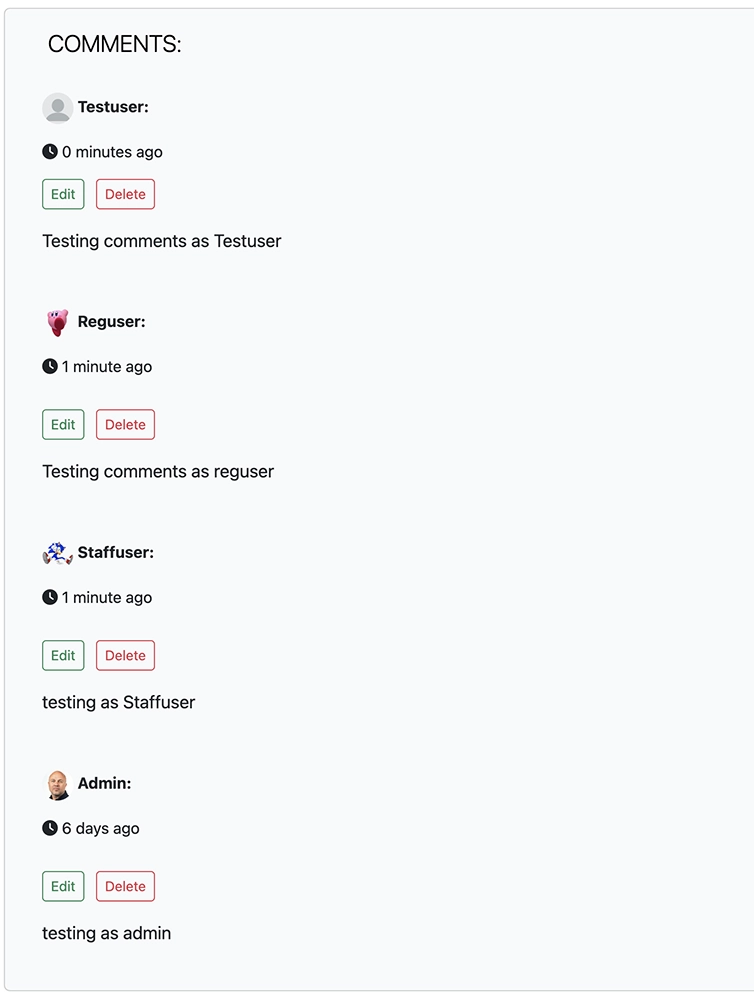 COMMENTS:
Testuser:
0 minutes ago
Edit Delete
Testing comments as Testuser
Reguser:
1 minute ago
Edit Delete
Testing comments as reguser
Staffuser:
1 minute ago
Edit Delete
testing as Staffuser
Admin:
6 days ago
Edit Delete
testing as admin